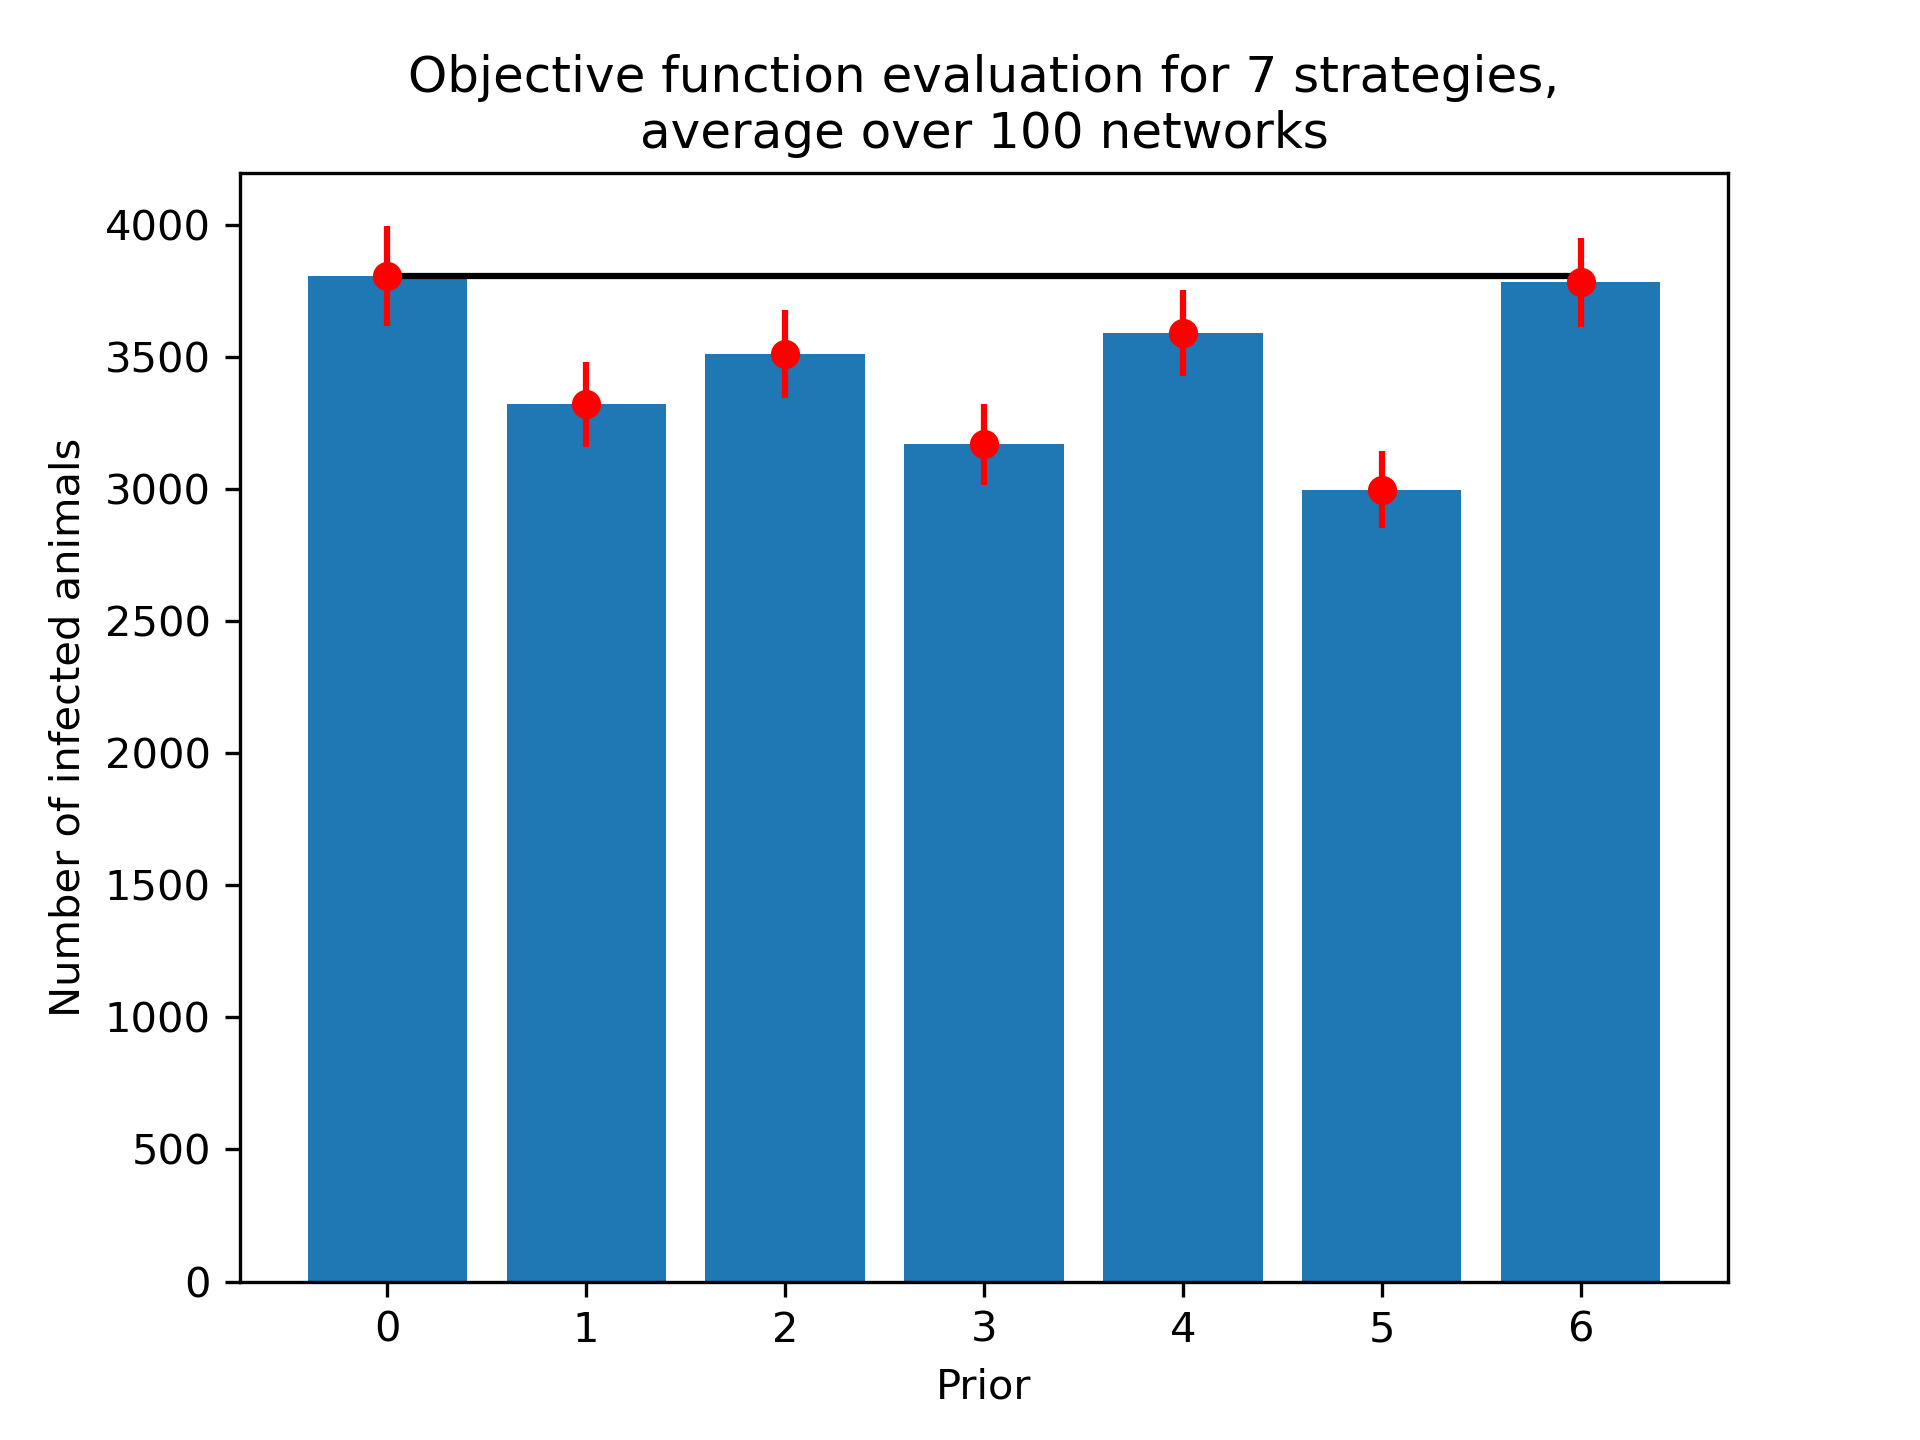 Objective function evaluation for 7 strategies,
average over 100 networks
Number of infected animals
4000
3500
3000
2500
2000
1500
1000
500
0
0 1 2 3 4 5 6
Prior